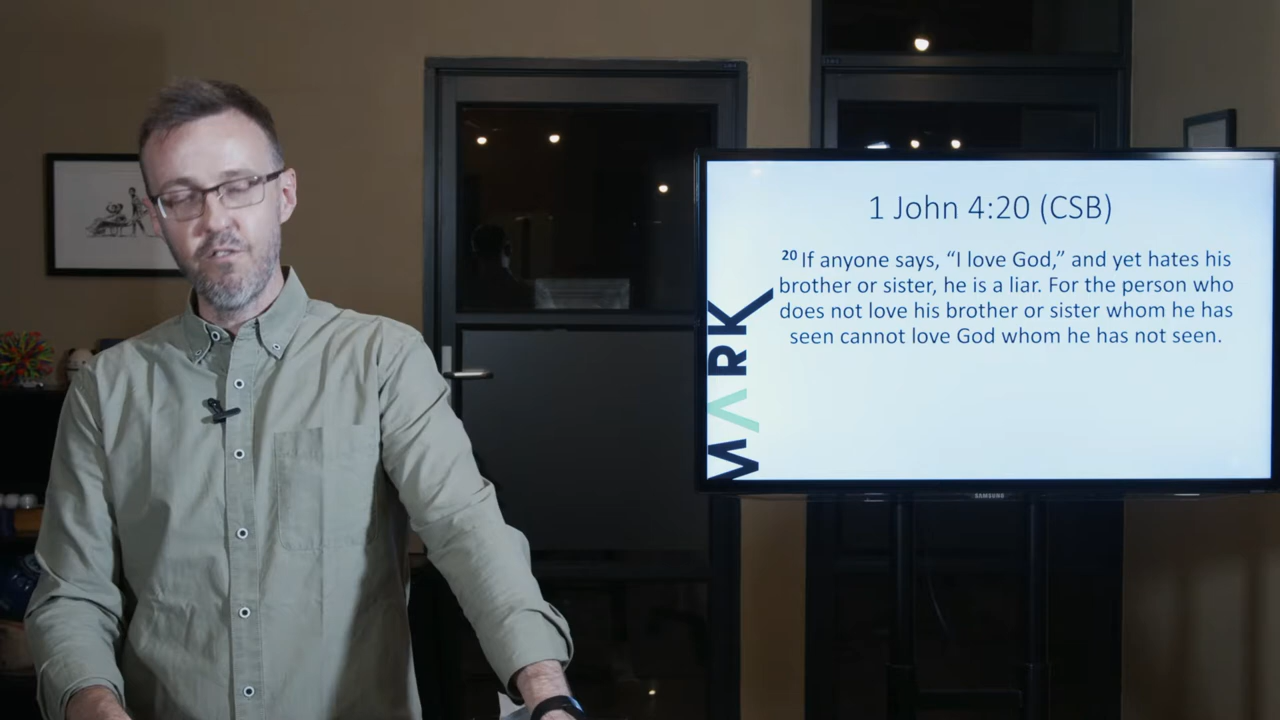 1 John 4:20 (CSB)
20 If anyone says, “I love God,” and yet hates his
brother or sister, he is a liar. For the person who
does not love his brother or sister whom he has
seen cannot love God whom he has not seen.
MARK
SAMSUNG